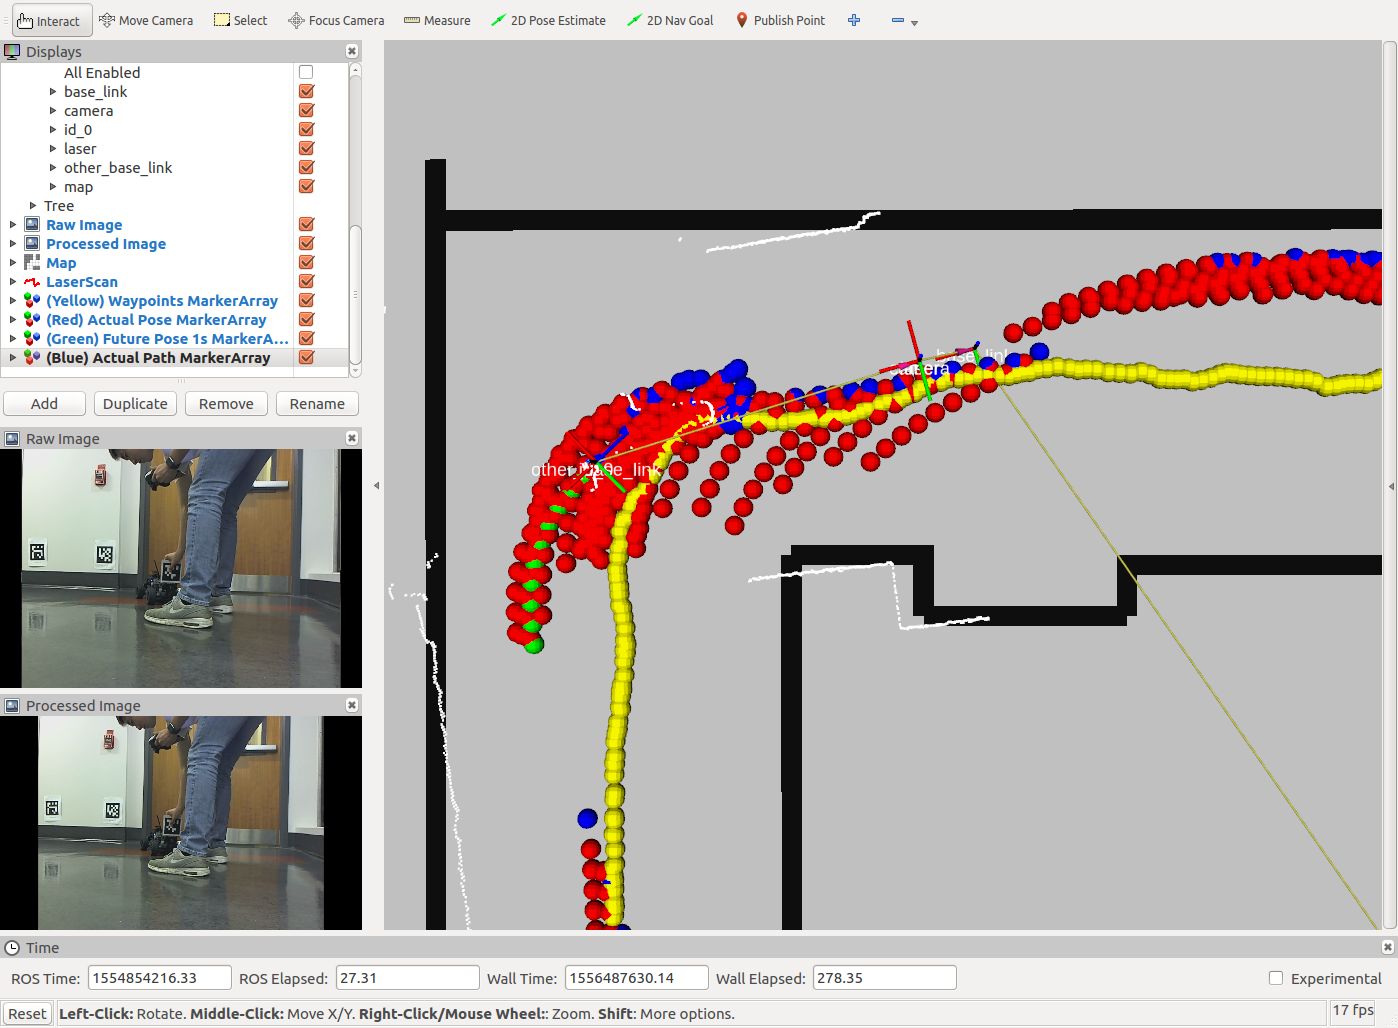 Interact Move Camera Select Focus Camera Measure 2D Pose Estimate 2D Nav Goal Publish Point
Displays
All Enabled
base_link
camera
id_0
laser
other_base_link
map
Tree
Raw Image
Processed Image
Map
LaserScan
(Yellow) Waypoints MarkerArray
(Red) Actual Pose MarkerArray
(Green) Future Pose 1s MarkerA...
(Blue) Actual Path MarkerArray
Add Duplicate Remove Rename
Raw Image
Processed Image
Time
ROS Time: 1554854216.33 ROS Elapsed: 27.31 Wall Time: 1556487630.14 Wall Elapsed: 278.35 Experimental
Reset Left-Click: Rotate. Middle-Click: Move X/Y. Right-Click/Mouse Wheel:: Zoom. Shift: More options. 17 fps